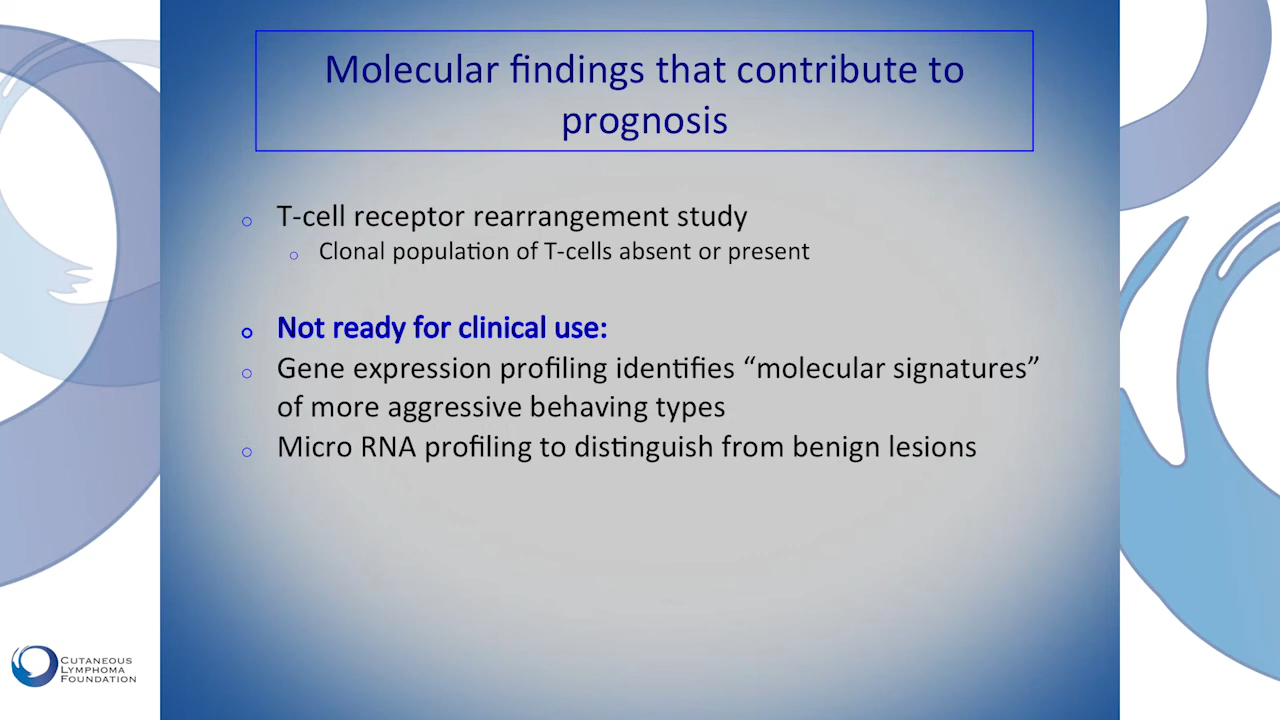 Molecular findings that contribute to
prognosis
T-cell receptor rearrangement study
Clonal population of T-cells absent or present
Not ready for clinical use:
Gene expression profiling identifies “molecular signatures”
of more aggressive behaving types
Micro RNA profiling to distinguish from benign lesions
CUTANEOUS
LYMPHOMA
FOUNDATION